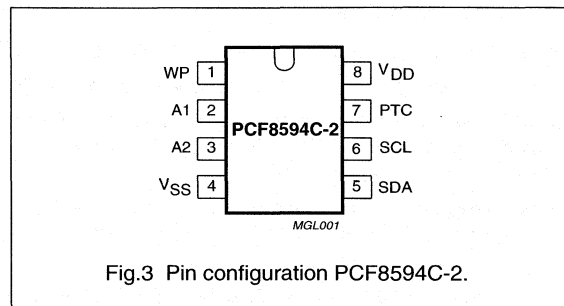 WP 1
8 VDD
A1 2
7 PTC
PCF8594C-2
A2 3
6 SCL
VSS 4
5 SDA
MGL001
Fig.3 Pin configuration PCF8594C-2.